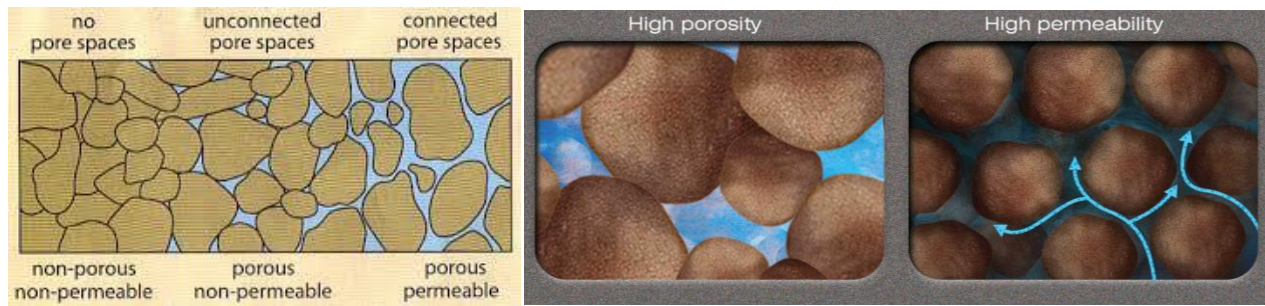 no
pore spaces
unconnected
pore spaces
connected
pore spaces
non-porous
non-permeable
porous
non-permeable
porous
permeable
High porosity
High permeability